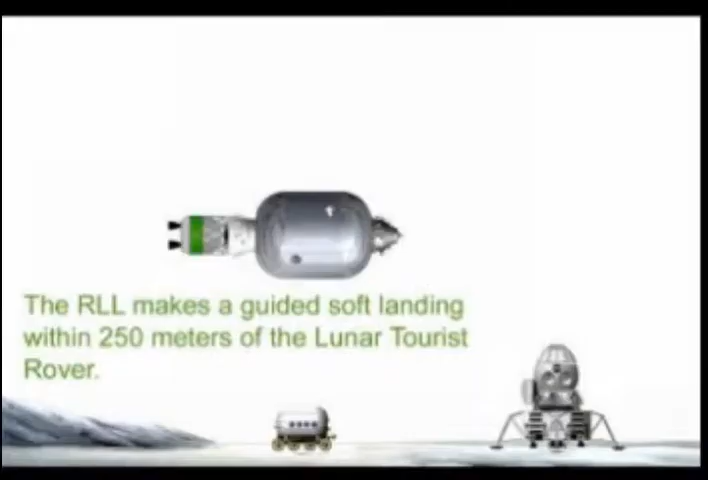 The RLL makes a guided soft landing
within 250 meters of the Lunar Tourist
Rover.